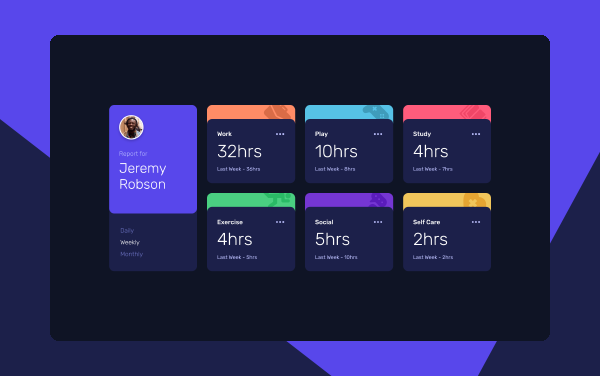 Report for
Jeremy
Robson
Daily
Weekly
Monthly
Work
32hrs
Last Week - 36hrs
Play
10hrs
Last Week - 8hrs
Study
4hrs
Last Week - 7hrs
Exercise
4hrs
Last Week - 5hrs
Social
5hrs
Last Week - 10hrs
Self Care
2hrs
Last Week - 2hrs